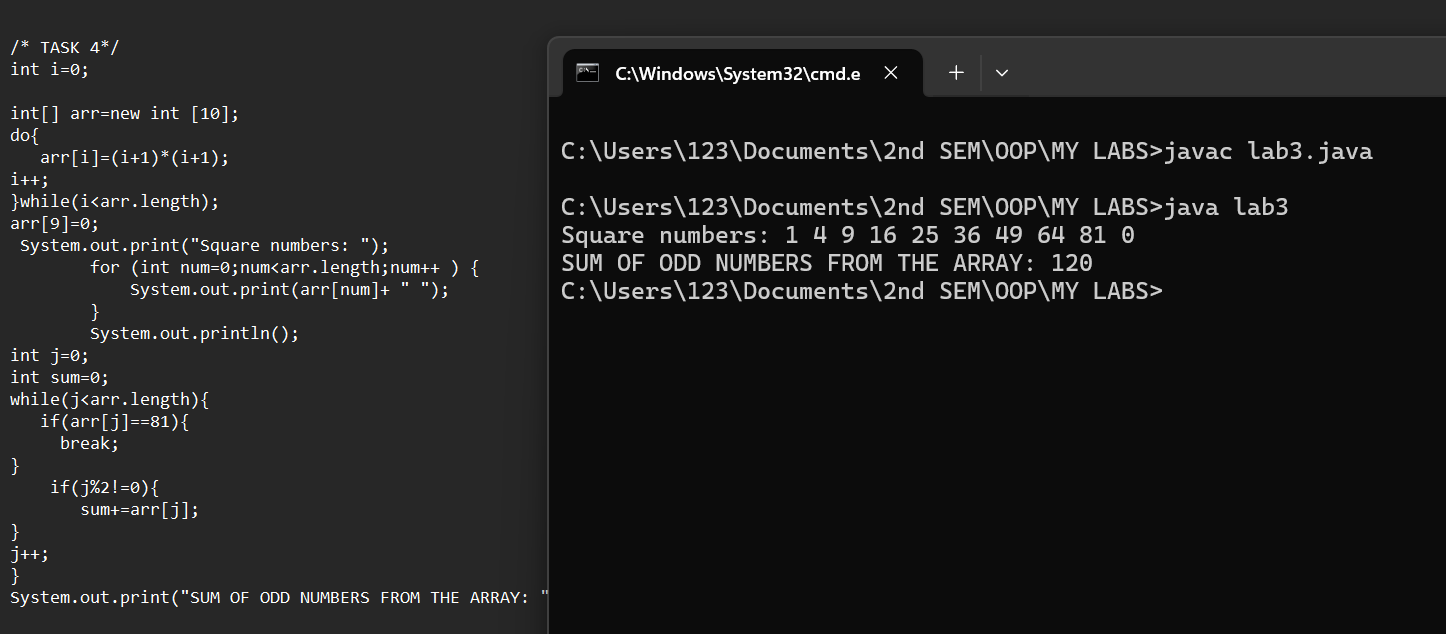 /* TASK 4*/
int i=0;
int[] arr=new int [10];
do{
arr[i]=(i+1)*(i+1);
i++;
}while(i<arr.length);
arr[9]=0;
System.out.print("Square numbers: ");
for (int num=0;num<arr.length;num++ ) {
System.out.print(arr[num]+ " ");
}
System.out.println();
int j=0;
int sum=0;
while(j<arr.length){
if(arr[j]==81){
break;
}
if(j%2!=0){
sum+=arr[j];
}
j++;
}
System.out.print("SUM OF ODD NUMBERS FROM THE ARRAY: "
C:\Windows\System32\cmd.e
C:\Users\123\Documents\2nd SEM\OOP\MY LABS>javac lab3.java
C:\Users\123\Documents\2nd SEM\OOP\MY LABS>java lab3
Square numbers: 1 4 9 16 25 36 49 64 81 0
SUM OF ODD NUMBERS FROM THE ARRAY: 120
C:\Users\123\Documents\2nd SEM\OOP\MY LABS>